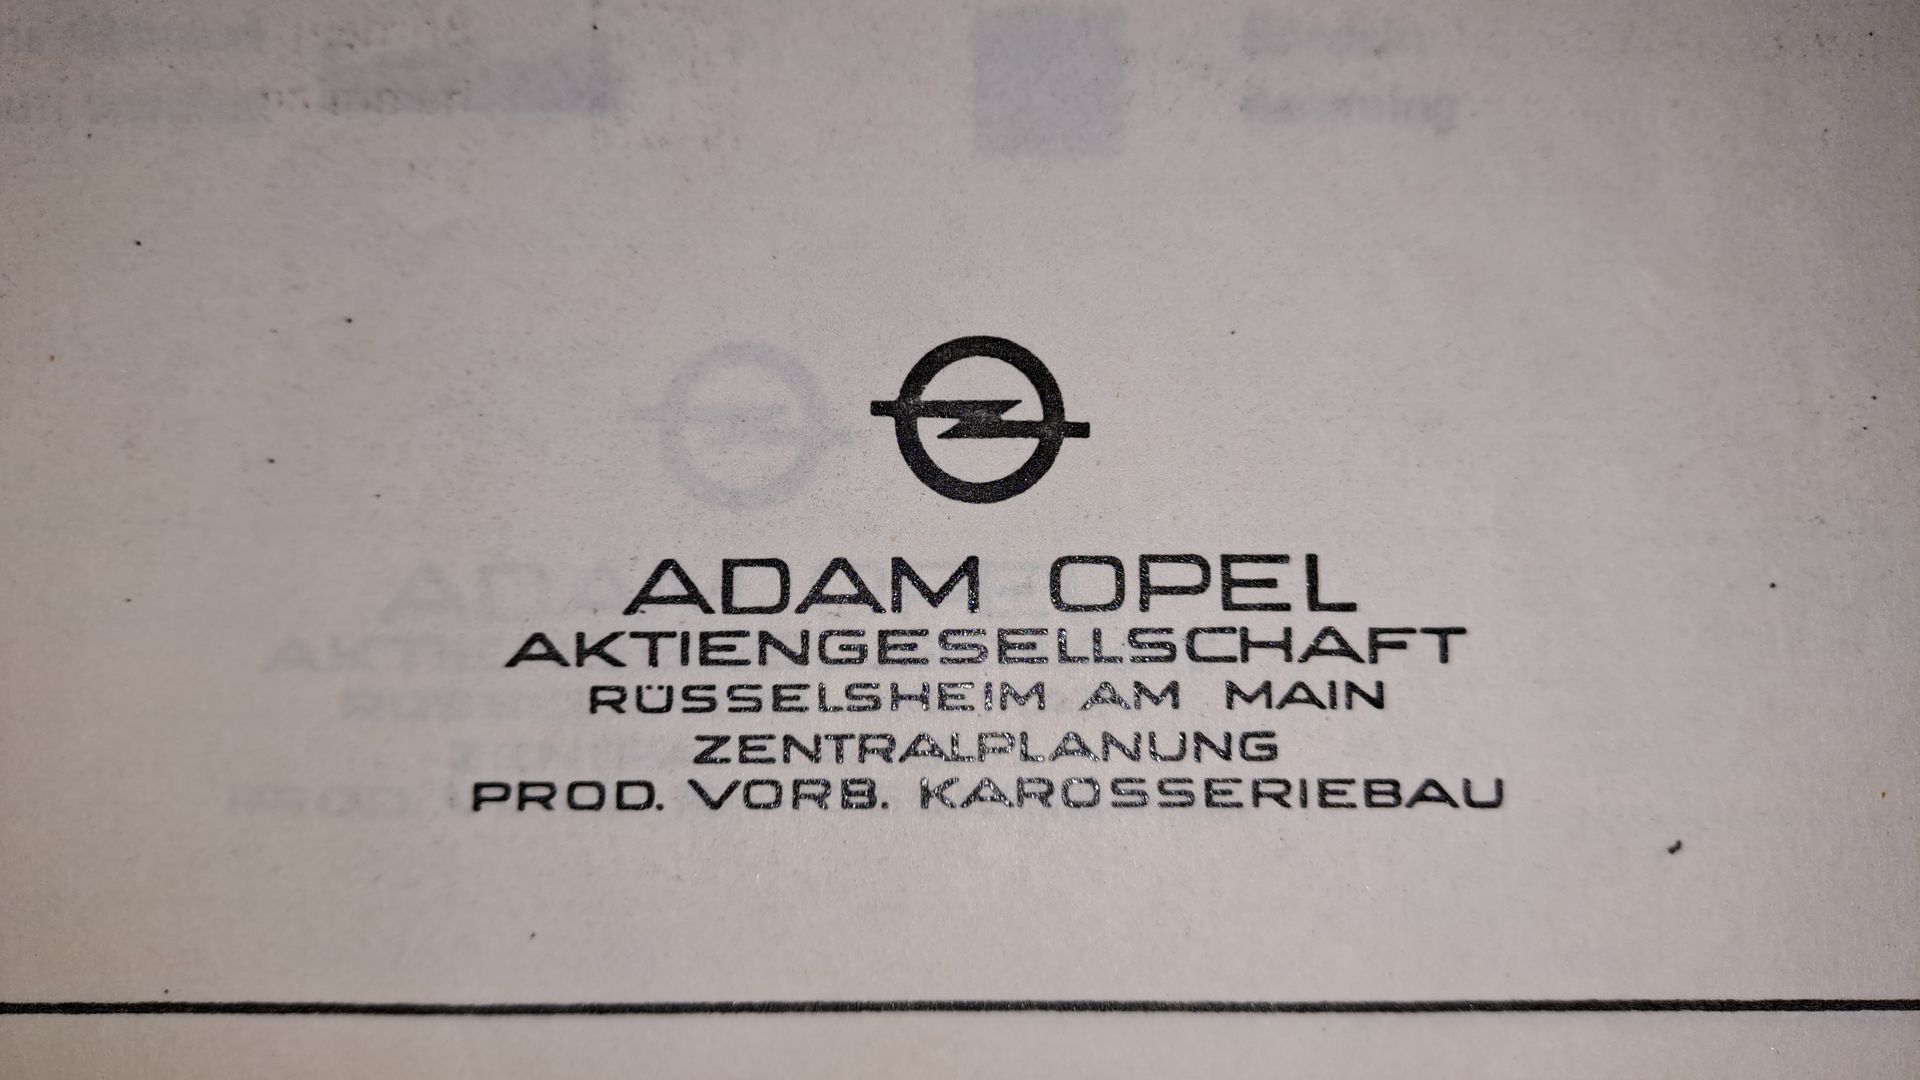 ADAM OPEL
AKTIENGESELLSCHAFT
RÜSSELSHEIM AM MAIN
ZENTRALPLANUNG
PROD. VORB. KAROSSERIEBAU